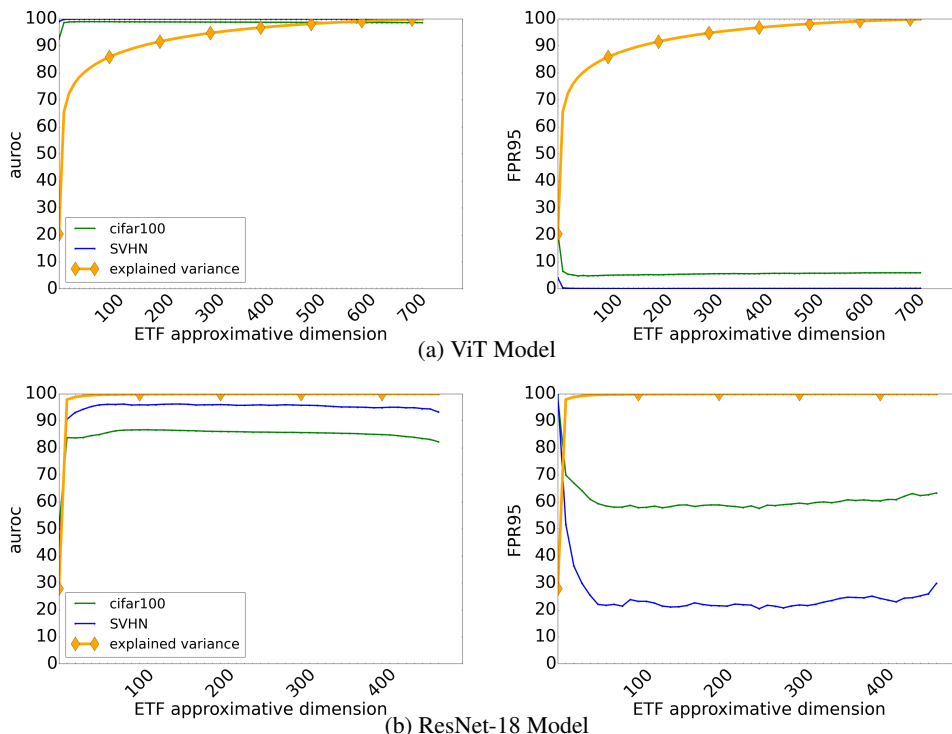 100
90
80
70
60
50
40
30
20
10
0
auroc
cifar100
SVHN
explained variance
100 200 300 400 500 600 700
ETF approximative dimension
100
90
80
70
60
50
40
30
20
10
0
FPR95
100 200 300 400 500 600 700
ETF approximative dimension
(a) ViT Model
100
90
80
70
60
50
40
30
20
10
0
auroc
cifar100
SVHN
explained variance
100 200 300 400
ETF approximative dimension
100
90
80
70
60
50
40
30
20
10
0
FPR95
100 200 300 400
ETF approximative dimension
(b) ResNet-18 Model